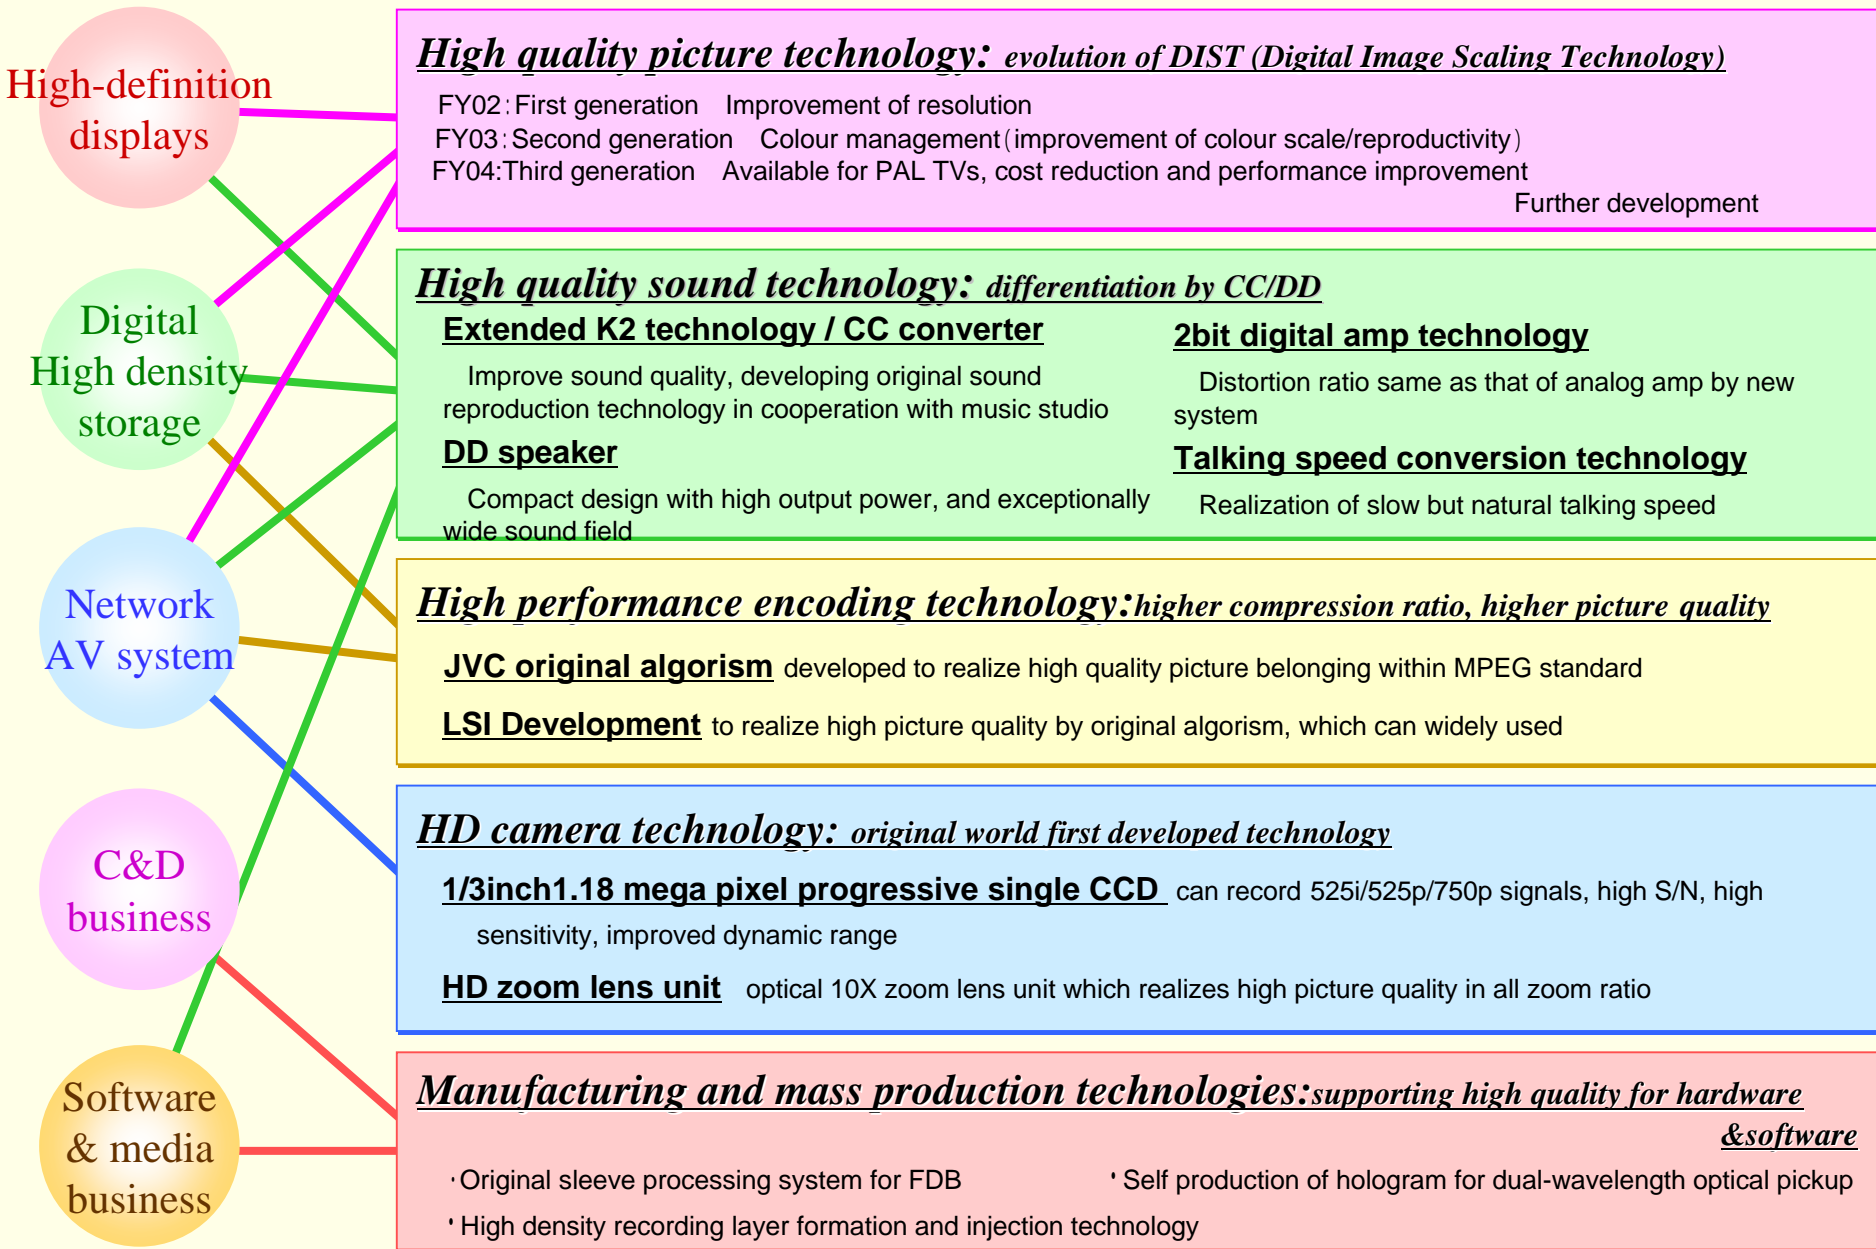 High-definition
displays
Digital
High density
storage
Network
AV system
C&D
business
Software
& media
business
High quality picture technology: evolution of DIST (Digital Image Scaling Technology)
FY02:First generation Improvement of resolution
FY03:Second generation Colour management(improvement of colour scale/reproductivity)
FY04:Third generation Available for PAL TVs, cost reduction and performance improvement
Further development
High quality sound technology: differentiation by CC/DD
Extended K2 technology / CC converter
Improve sound quality, developing original sound
reproduction technology in cooperation with music studio
DD speaker
Compact design with high output power, and exceptionally
wide sound field
2bit digital amp technology
Distortion ratio same as that of analog amp by new
system
Talking speed conversion technology
Realization of slow but natural talking speed
High performance encoding technology:higher compression ratio, higher picture quality
JVC original algorism developed to realize high quality picture belonging within MPEG standard
LSI Development to realize high picture quality by original algorism, which can widely used
HD camera technology: original world first developed technology
1/3inch1.18 mega pixel progressive single CCD can record 525i/525p/750p signals, high S/N, high
sensitivity, improved dynamic range
HD zoom lens unit optical 10X zoom lens unit which realizes high picture quality in all zoom ratio
Manufacturing and mass production technologies:supporting high quality for hardware
&software
・Original sleeve processing system for FDB ・Self production of hologram for dual-wavelength optical pickup
・High density recording layer formation and injection technology